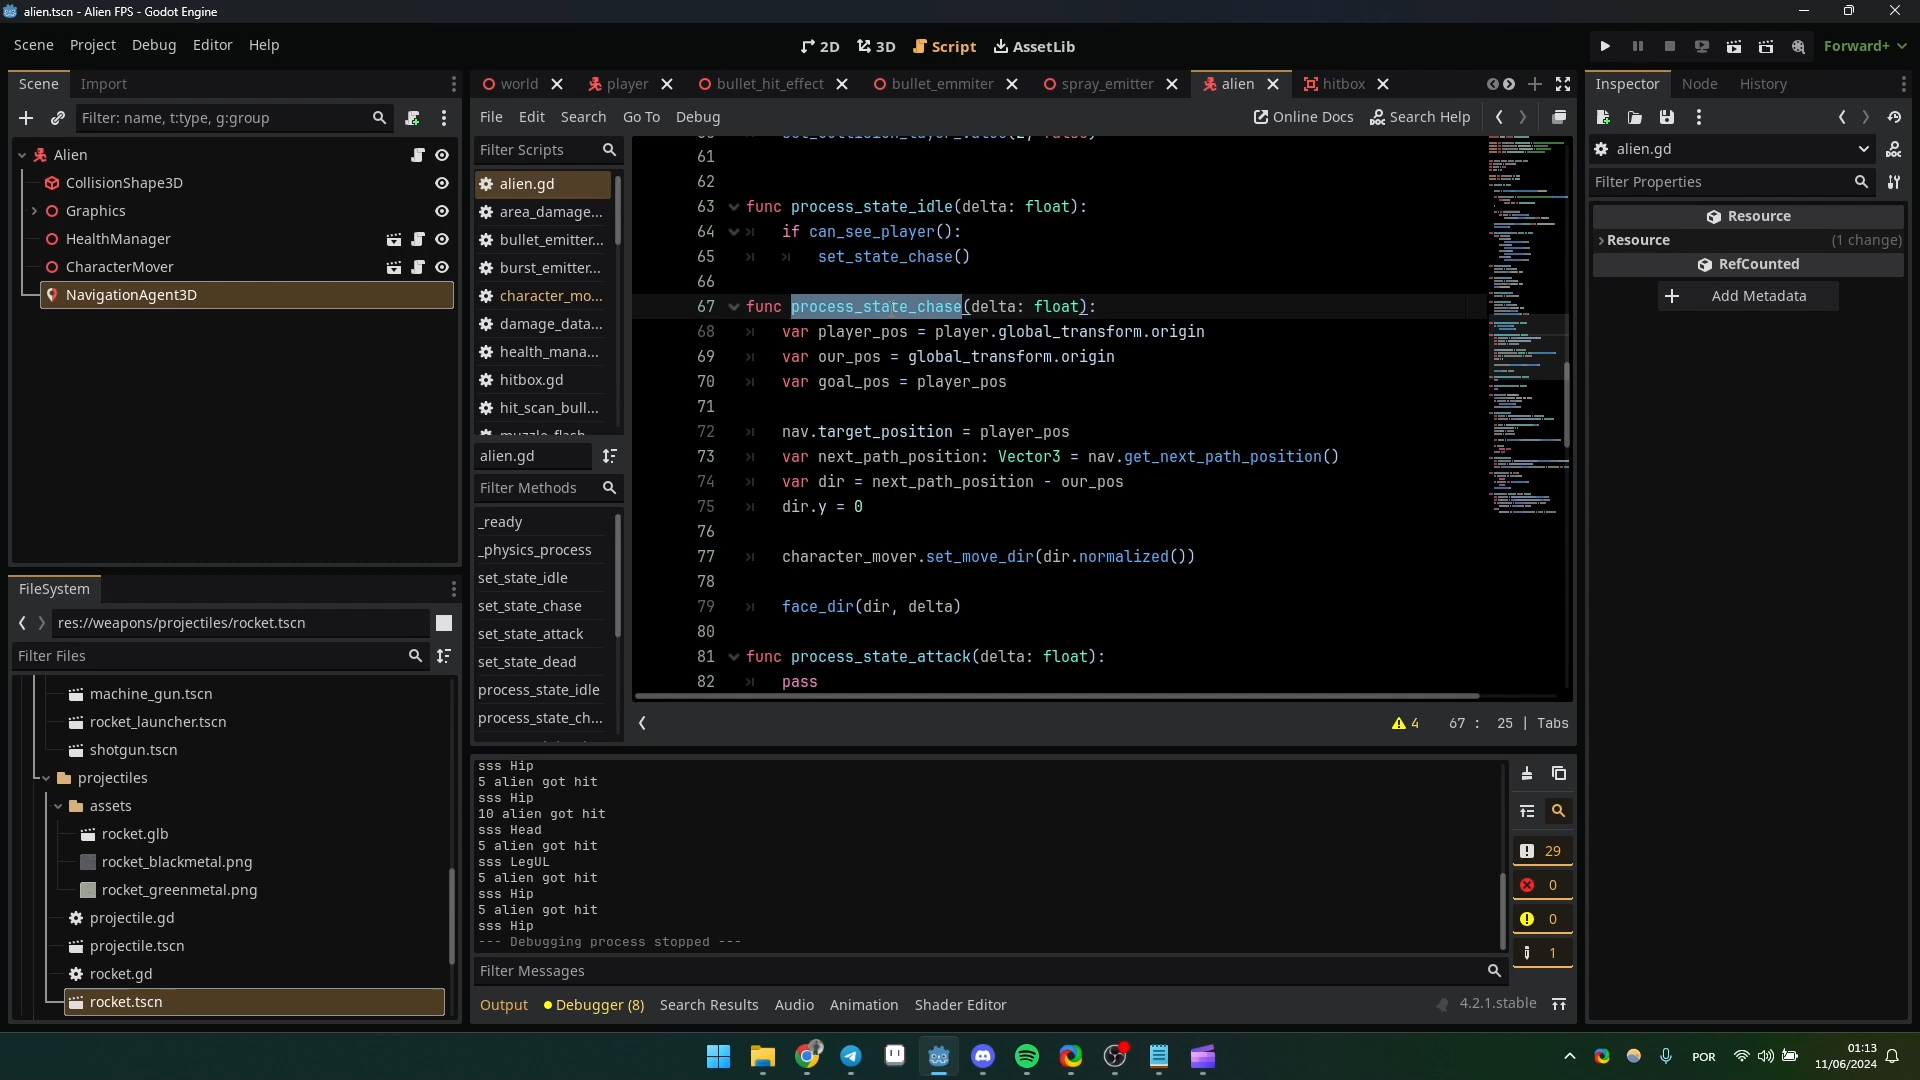 alien.tscn - Alien FPS - Godot Engine
Scene Project Debug Editor Help
2D 3D Script AssetLib
Forward+
Scene Import
Filter: name, t:type, g:group
Alien
CollisionShape3D
Graphics
HealthManager
CharacterMover
NavigationAgent3D
FileSystem
res://weapons/projectiles/rocket.tscn
Filter Files
machine_gun.tscn
rocket_launcher.tscn
shotgun.tscn
projectiles
assets
rocket.glb
rocket_blackmetal.png
rocket_greenmetal.png
projectile.gd
projectile.tscn
rocket.gd
rocket.tscn
world player bullet_hit_effect bullet_emmiter spray_emitter alien hitbox
File Edit Search Go To Debug
Online Docs Search Help
Filter Scripts
alien.gd
area_damage...
bullet_emitter...
burst_emitter...
character_mo...
damage_data...
health_mana...
hitbox.gd
hit_scan_bull...
alien.gd
Filter Methods
_ready
_physics_process
set_state_idle
set_state_chase
set_state_attack
set_state_dead
process_state_idle
process_state_ch...
61
62
63 func process_state_idle(delta: float):
64 if can_see_player():
65 set_state_chase()
66
67 func process_state_chase(delta: float):
68 var player_pos = player.global_transform.origin
69 var our_pos = global_transform.origin
70 var goal_pos = player_pos
71
72 nav.target_position = player_pos
73 var next_path_position: Vector3 = nav.get_next_path_position()
74 var dir = next_path_position - our_pos
75 dir.y = 0
76
77 character_mover.set_move_dir(dir.normalized())
78
79 face_dir(dir, delta)
80
81 func process_state_attack(delta: float):
82 pass
4 67 : 25 | Tabs
sss Hip
5 alien got hit
sss Hip
10 alien got hit
sss Head
5 alien got hit
sss LegUL
5 alien got hit
sss Hip
5 alien got hit
sss Hip
--- Debugging process stopped ---
29
0
0
1
Filter Messages
Output Debugger (8) Search Results Audio Animation Shader Editor
4.2.1.stable
Inspector Node History
alien.gd
Filter Properties
Resource
Resource (1 change)
RefCounted
Add Metadata
POR
01:13
11/06/2024